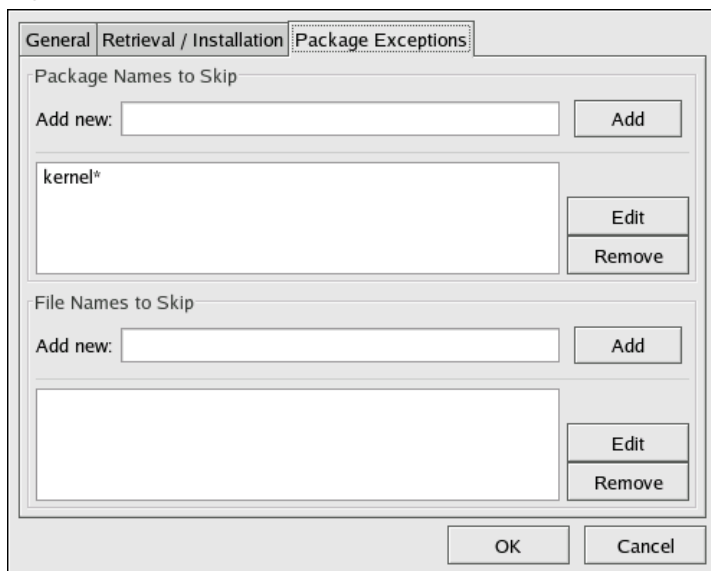 General Retrieval / Installation Package Exceptions
Package Names to Skip
Add new: Add
kernel*
Edit
Remove
File Names to Skip
Add new: Add
Edit
Remove
OK Cancel